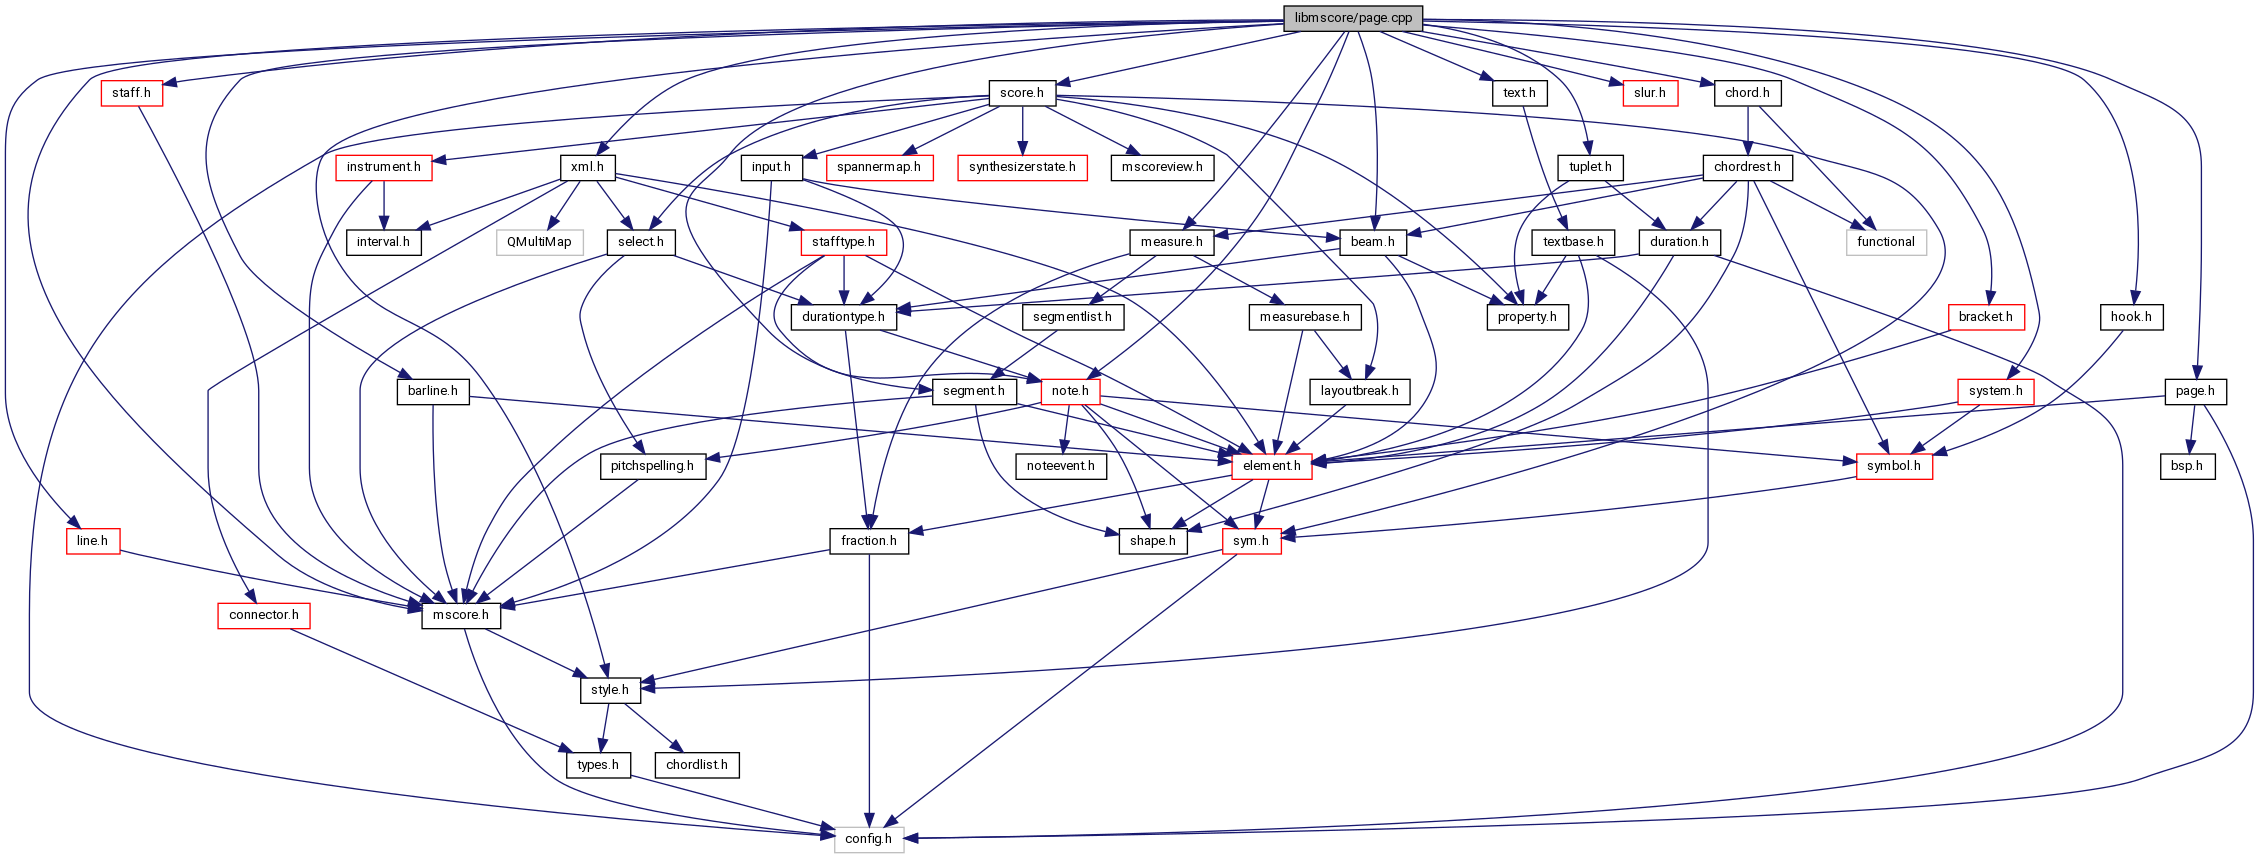 libmscore/page.cpp
staff.h
score.h
text.h
slur.h
chord.h
instrument.h
xml.h
input.h
spannermap.h
synthesizerstate.h
mscoreview.h
tuplet.h
chordrest.h
interval.h
QMultiMap
select.h
stafftype.h
measure.h
beam.h
textbase.h
duration.h
functional
durationtype.h
segmentlist.h
measurebase.h
property.h
bracket.h
hook.h
barline.h
segment.h
note.h
layoutbreak.h
system.h
page.h
pitchspelling.h
noteevent.h
element.h
symbol.h
bsp.h
line.h
fraction.h
shape.h
sym.h
connector.h
mscore.h
style.h
types.h
chordlist.h
config.h